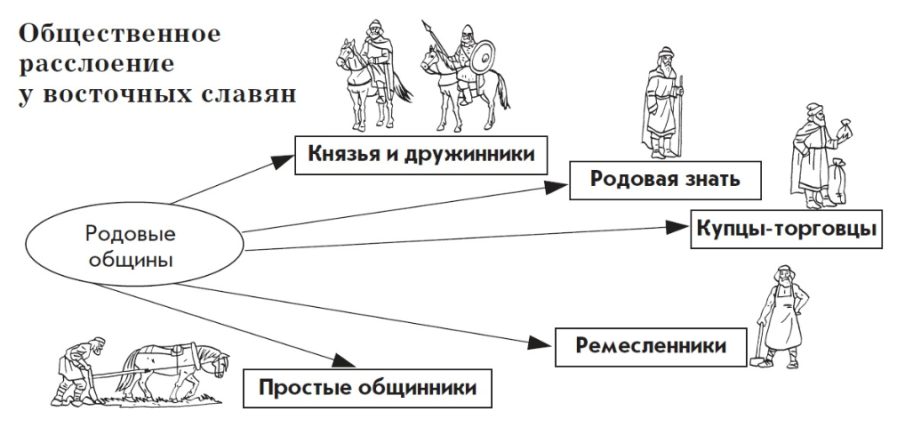 Общественное
расслоение
у восточных славян
Князья и дружинники
Родовая знать
Купцы-торговцы
Родовые
общины
Ремесленники
Простые общинники